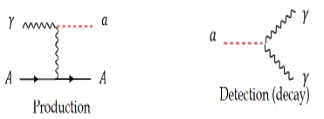 γ a
A A
Production
a γ
γ
Detection (decay)